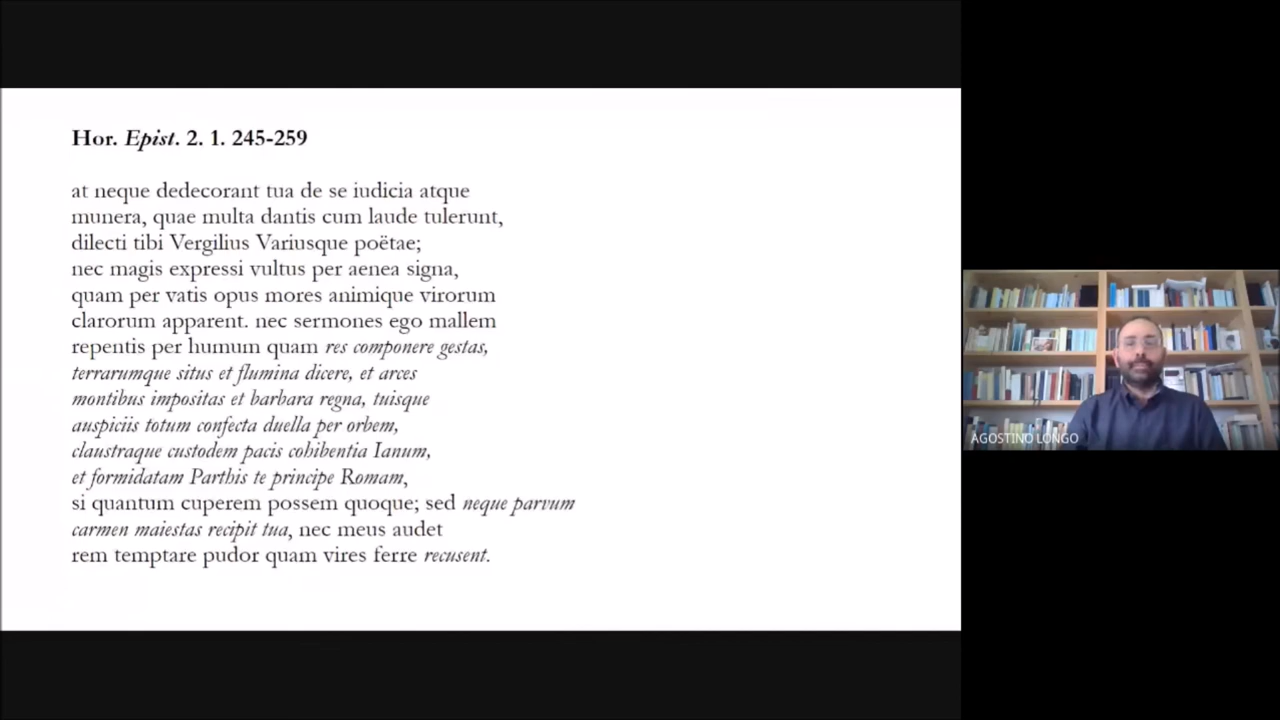 Hor. Epist. 2. 1. 245-259
at neque dedecorant tua de se iudicia atque
munera, quae multa dantis cum laude tulerunt,
dilecti tibi Vergilius Variusque poëtae;
nec magis expressi vultus per aenea signa,
quam per vatis opus mores animique virorum
clarorum apparent. nec sermones ego mallem
repentis per humum quam res componere gestas,
terrarumque situs et flumina dicere, et arces
montibus impositas et barbara regna, tuisque
auspiciis totum confecta duella per orbem,
claustraque custodem pacis cohibentia Ianum,
et formidatam Parthis te principe Romam,
si quantum cuperem possem quoque; sed neque parvum
carmen maiestas recipit tua, nec meus audet
rem temptare pudor quam vires ferre recusent.
AGOSTINO LONGO